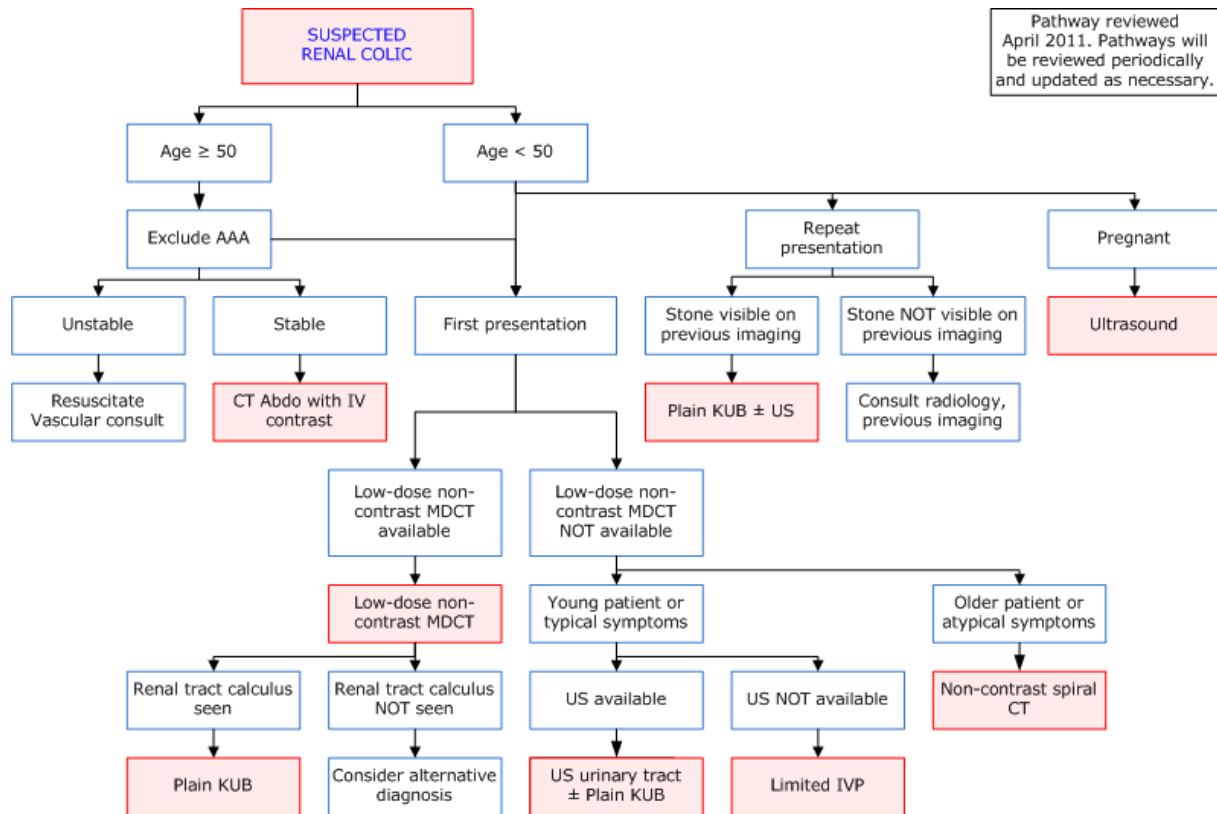 SUSPECTED
RENAL COLIC
Pathway reviewed
April 2011. Pathways will
be reviewed periodically
and updated as necessary.
Age ≥ 50
Age < 50
Exclude AAA
Repeat
presentation
Pregnant
Unstable
Stable
First presentation
Stone visible on
previous imaging
Stone NOT visible on
previous imaging
Ultrasound
Resuscitate
Vascular consult
CT Abdo with IV
contrast
Plain KUB ± US
Consult radiology,
previous imaging
Low-dose non-
contrast MDCT
available
Low-dose non-
contrast MDCT
NOT available
Low-dose non-
contrast MDCT
Young patient or
typical symptoms
Older patient or
atypical symptoms
Renal tract calculus
seen
Renal tract calculus
NOT seen
US available
US NOT available
Non-contrast spiral
CT
Plain KUB
Consider alternative
diagnosis
US urinary tract
± Plain KUB
Limited IVP